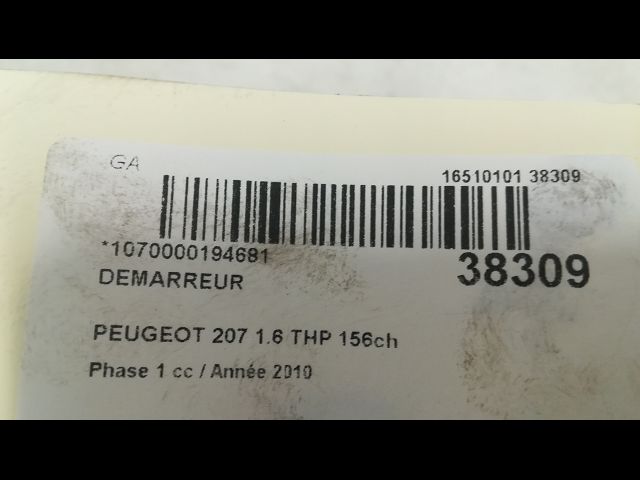 GA
16510101 38309
*1070000194681
38309
DEMARREUR
PEUGEOT 207 1.6 THP 156ch
Phase 1 cc / Année 2010